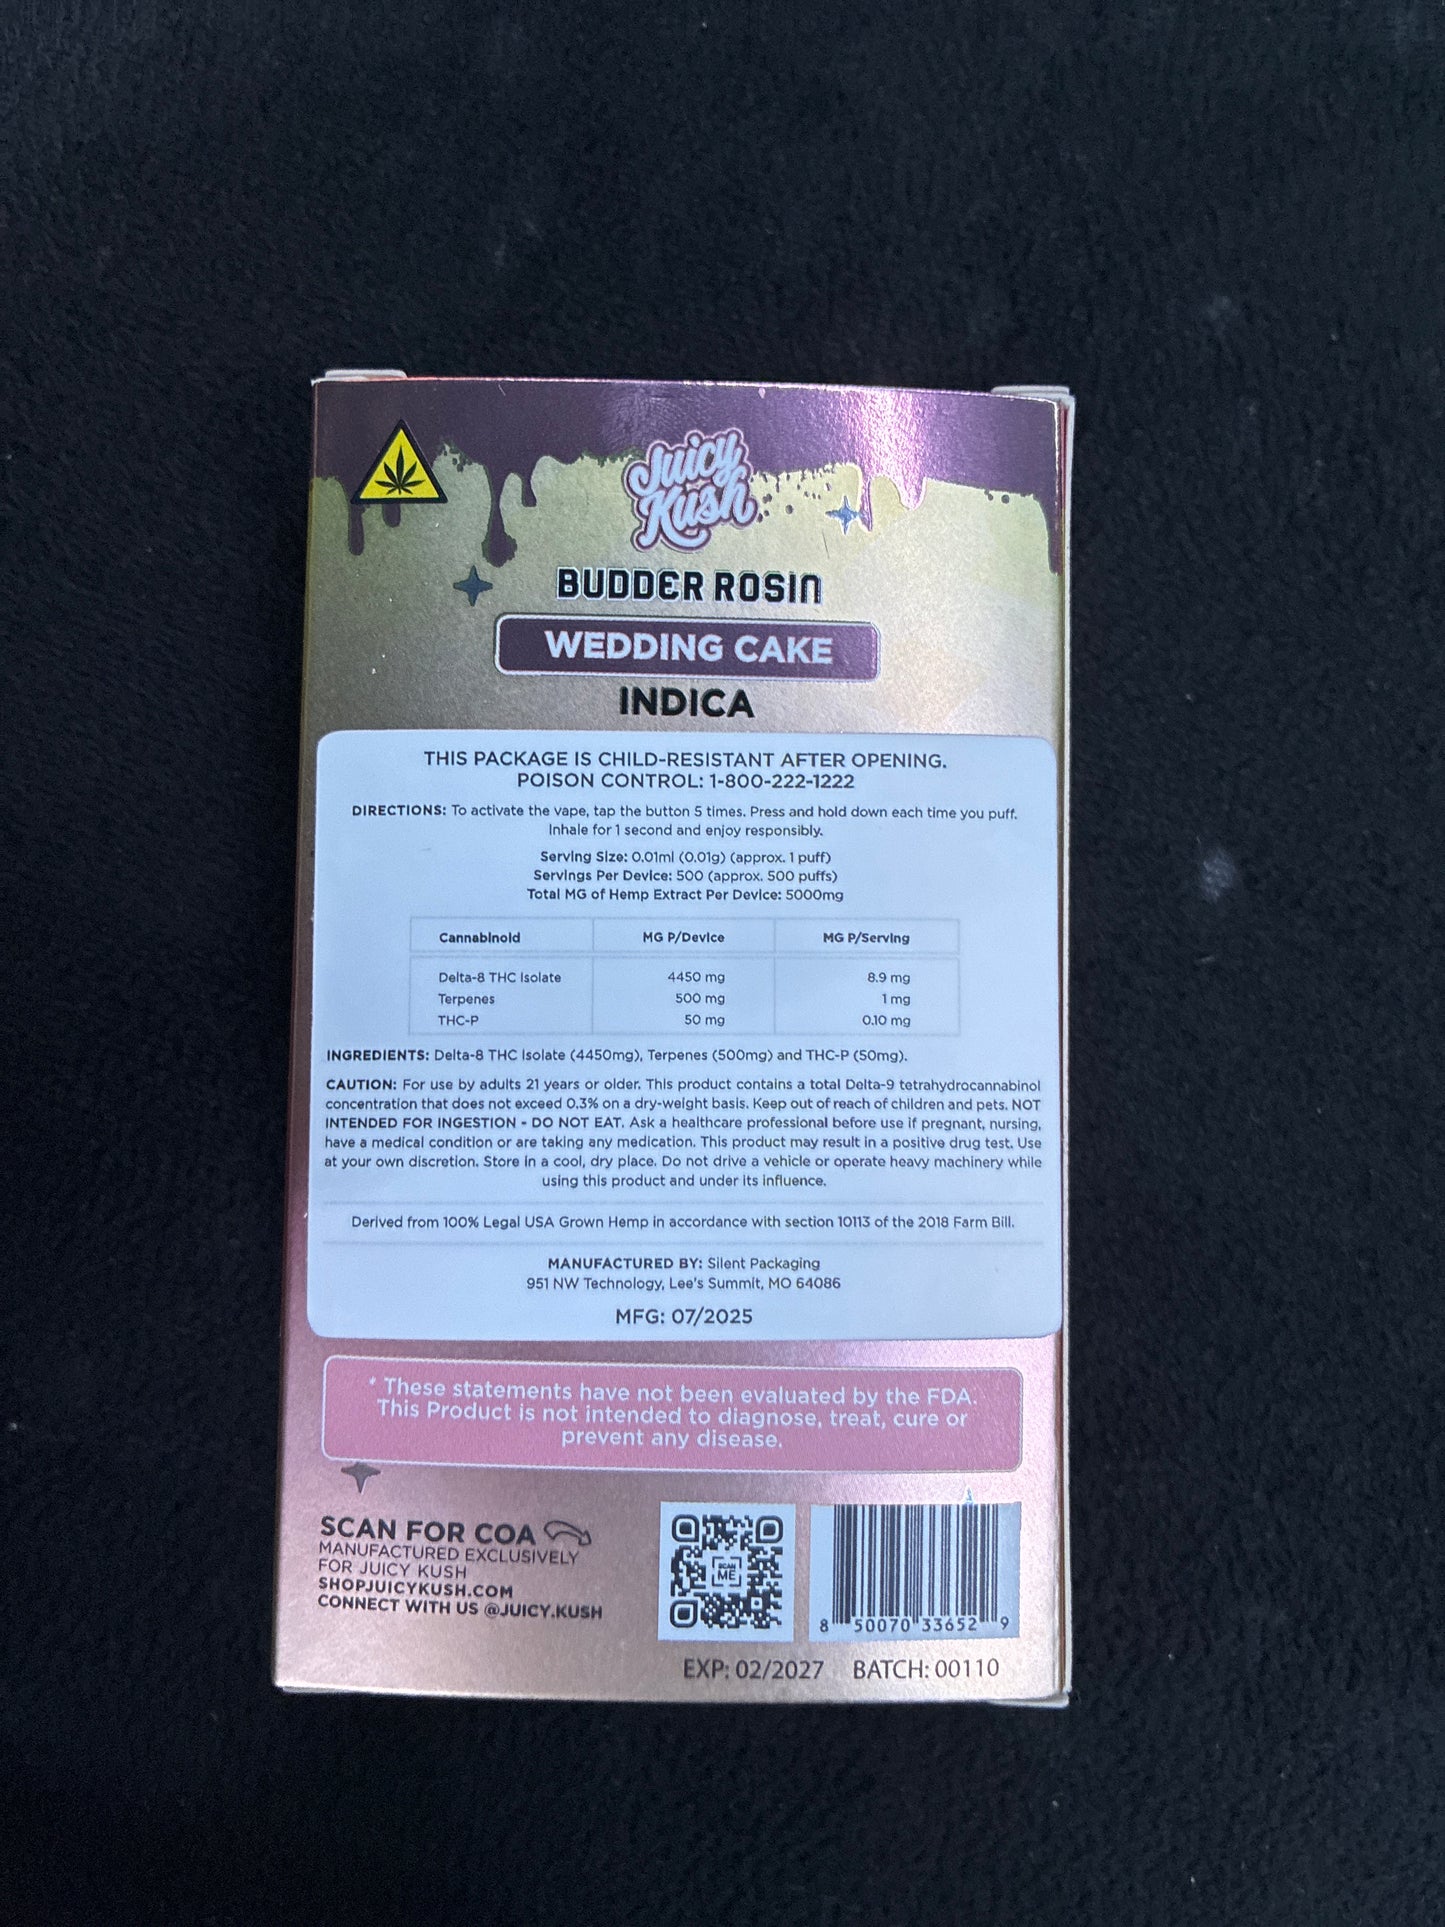 Juicy
Kush
BUDDER ROSIN
WEDDING CAKE
INDICA
THIS PACKAGE IS CHILD-RESISTANT AFTER OPENING.
POISON CONTROL: 1-800-222-1222
DIRECTIONS: To activate the vape, tap the button 5 times. Press and hold down each time you puff.
Inhale for 1 second and enjoy responsibly.
Serving Size: 0.01ml (0.01g) (approx. 1 puff)
Servings Per Device: 500 (approx. 500 puffs)
Total MG of Hemp Extract Per Device: 5000mg
Cannabinoid MG P/Device MG P/Serving
Delta-8 THC Isolate 4450 mg 8.9 mg
Terpenes 500 mg 1 mg
THC-P 50 mg 0.10 mg
INGREDIENTS: Delta-8 THC Isolate (4450mg), Terpenes (500mg) and THC-P (50mg).
CAUTION: For use by adults 21 years or older. This product contains a total Delta-9 tetrahydrocannabinol
concentration that does not exceed 0.3% on a dry-weight basis. Keep out of reach of children and pets. NOT
INTENDED FOR INGESTION - DO NOT EAT. Ask a healthcare professional before use if pregnant, nursing,
have a medical condition or are taking any medication. This product may result in a positive drug test. Use
at your own discretion. Store in a cool, dry place. Do not drive a vehicle or operate heavy machinery while
using this product and under its influence.
Derived from 100% Legal USA Grown Hemp in accordance with section 10113 of the 2018 Farm Bill.
MANUFACTURED BY: Silent Packaging
951 NW Technology, Lee's Summit, MO 64086
MFG: 07/2025
* These statements have not been evaluated by the FDA.
This Product is not intended to diagnose, treat, cure or
prevent any disease.
SCAN FOR COA
MANUFACTURED EXCLUSIVELY
FOR JUICY KUSH
SHOPJUICYKUSH.COM
CONNECT WITH US @JUICY.KUSH
SCAN
ME
8 50070 33652 9
EXP: 02/2027 BATCH: 00110